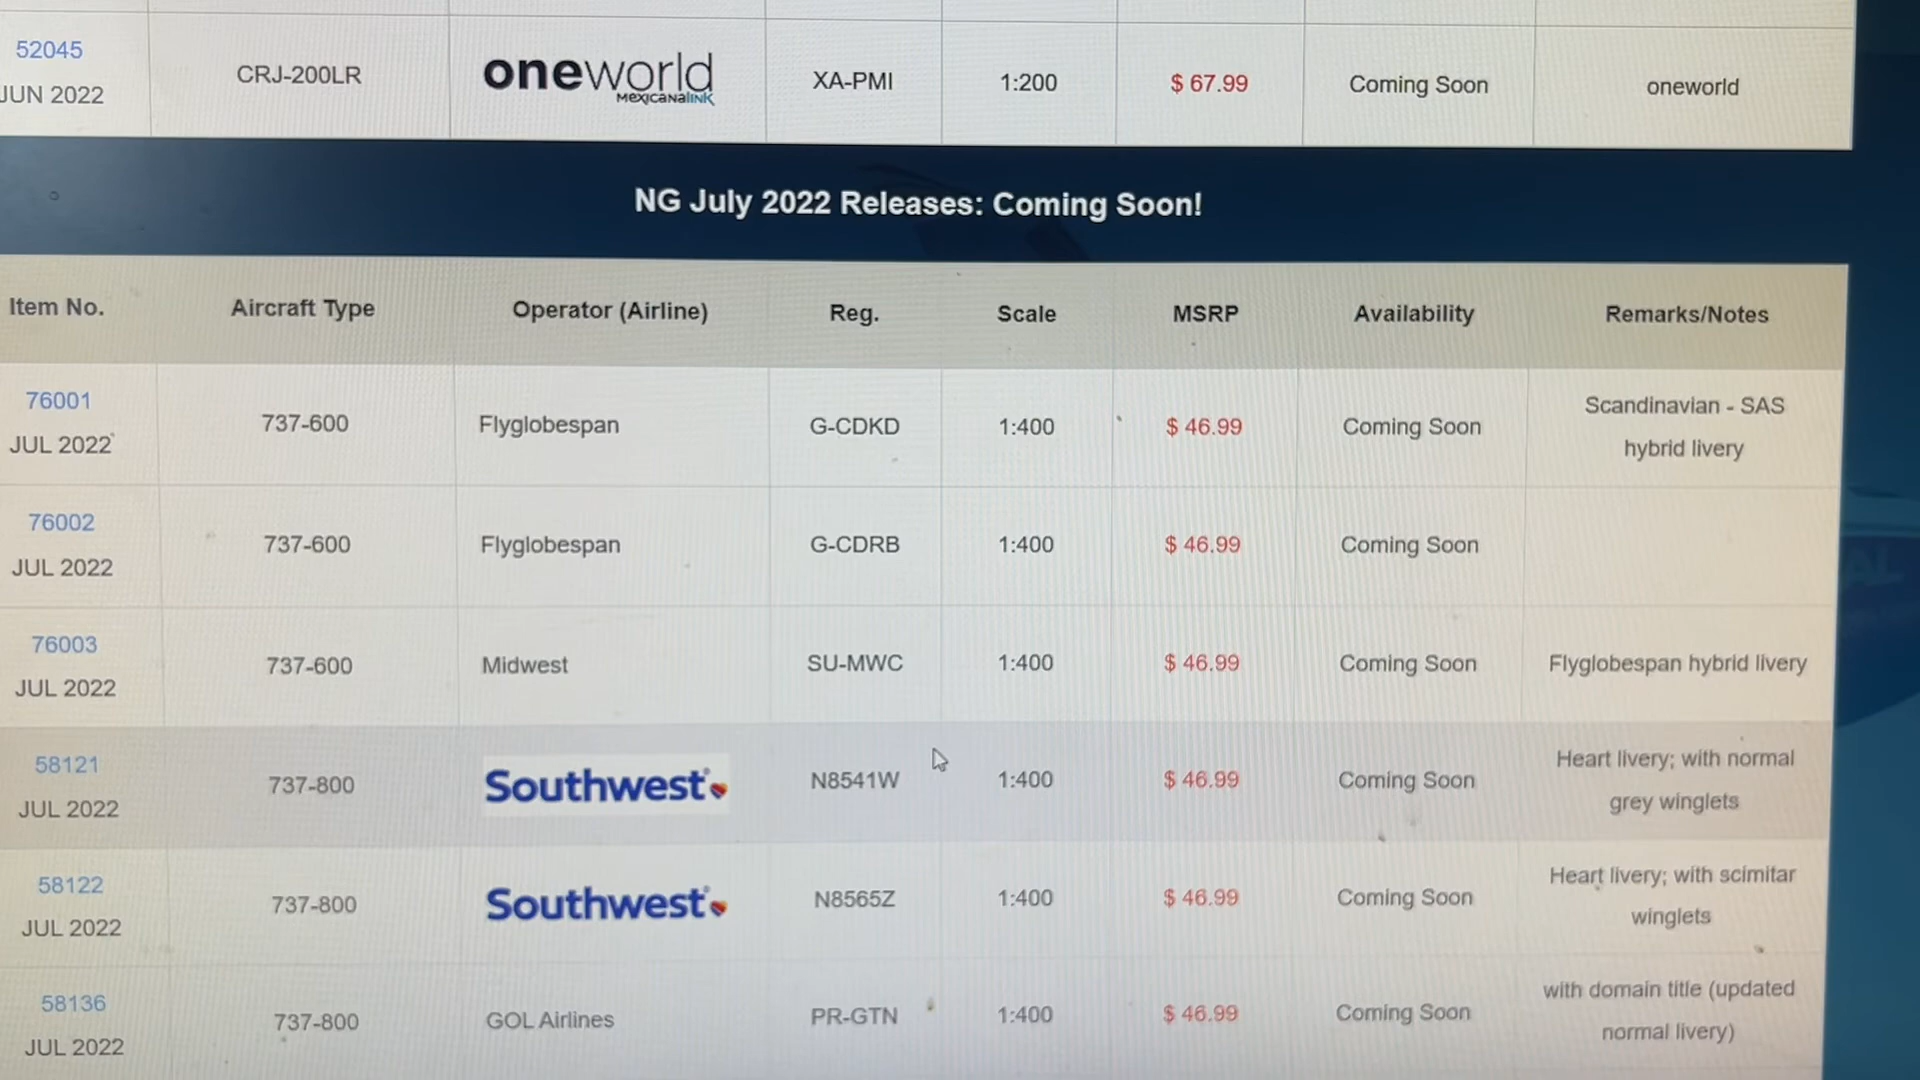 52045
JUN 2022
CRJ-200LR
oneworld
mexicanalink
XA-PMI
1:200
$ 67.99
Coming Soon
oneworld
NG July 2022 Releases: Coming Soon!
Item No.
Aircraft Type
Operator (Airline)
Reg.
Scale
MSRP
Availability
Remarks/Notes
76001
JUL 2022
737-600
Flyglobespan
G-CDKD
1:400
$ 46.99
Coming Soon
Scandinavian - SAS
hybrid livery
76002
JUL 2022
737-600
Flyglobespan
G-CDRB
1:400
$ 46.99
Coming Soon
76003
JUL 2022
737-600
Midwest
SU-MWC
1:400
$ 46.99
Coming Soon
Flyglobespan hybrid livery
58121
JUL 2022
737-800
Southwest®
N8541W
1:400
$ 46.99
Coming Soon
Heart livery; with normal
grey winglets
58122
JUL 2022
737-800
Southwest®
N8565Z
1:400
$ 46.99
Coming Soon
Heart livery; with scimitar
winglets
58136
JUL 2022
737-800
GOL Airlines
PR-GTN
1:400
$ 46.99
Coming Soon
with domain title (updated
normal livery)